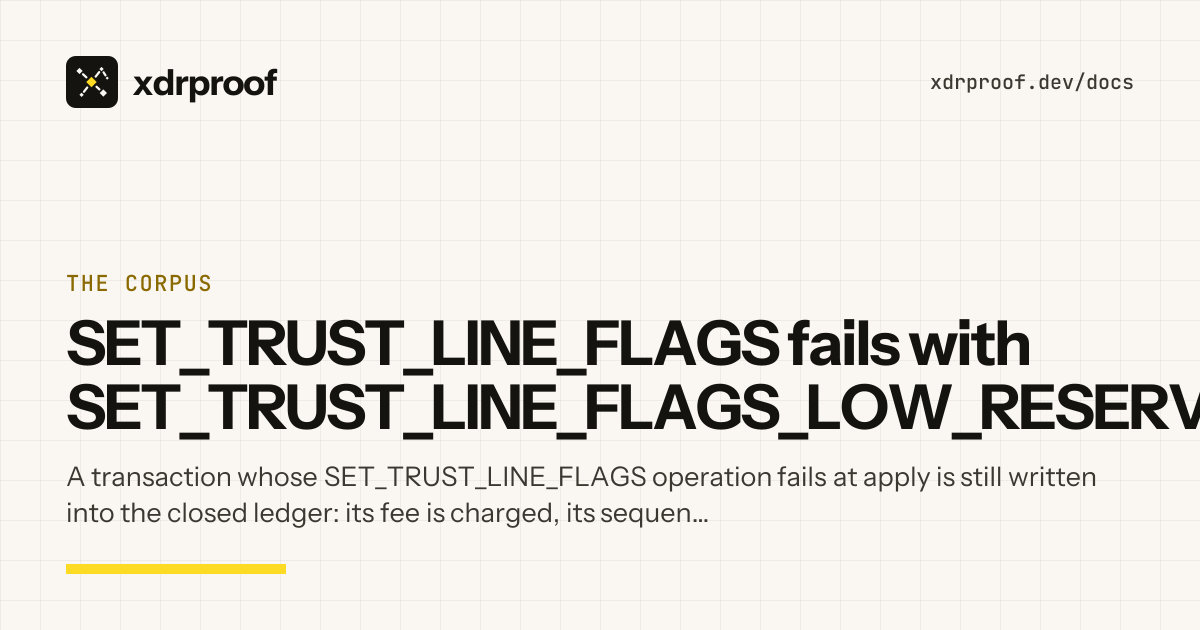 xdrproof
xdrproof.dev/docs
THE CORPUS
SET_TRUST_LINE_FLAGS fails with
SET_TRUST_LINE_FLAGS_LOW_RESERV
A transaction whose SET_TRUST_LINE_FLAGS operation fails at apply is still written
into the closed ledger: its fee is charged, its sequen…